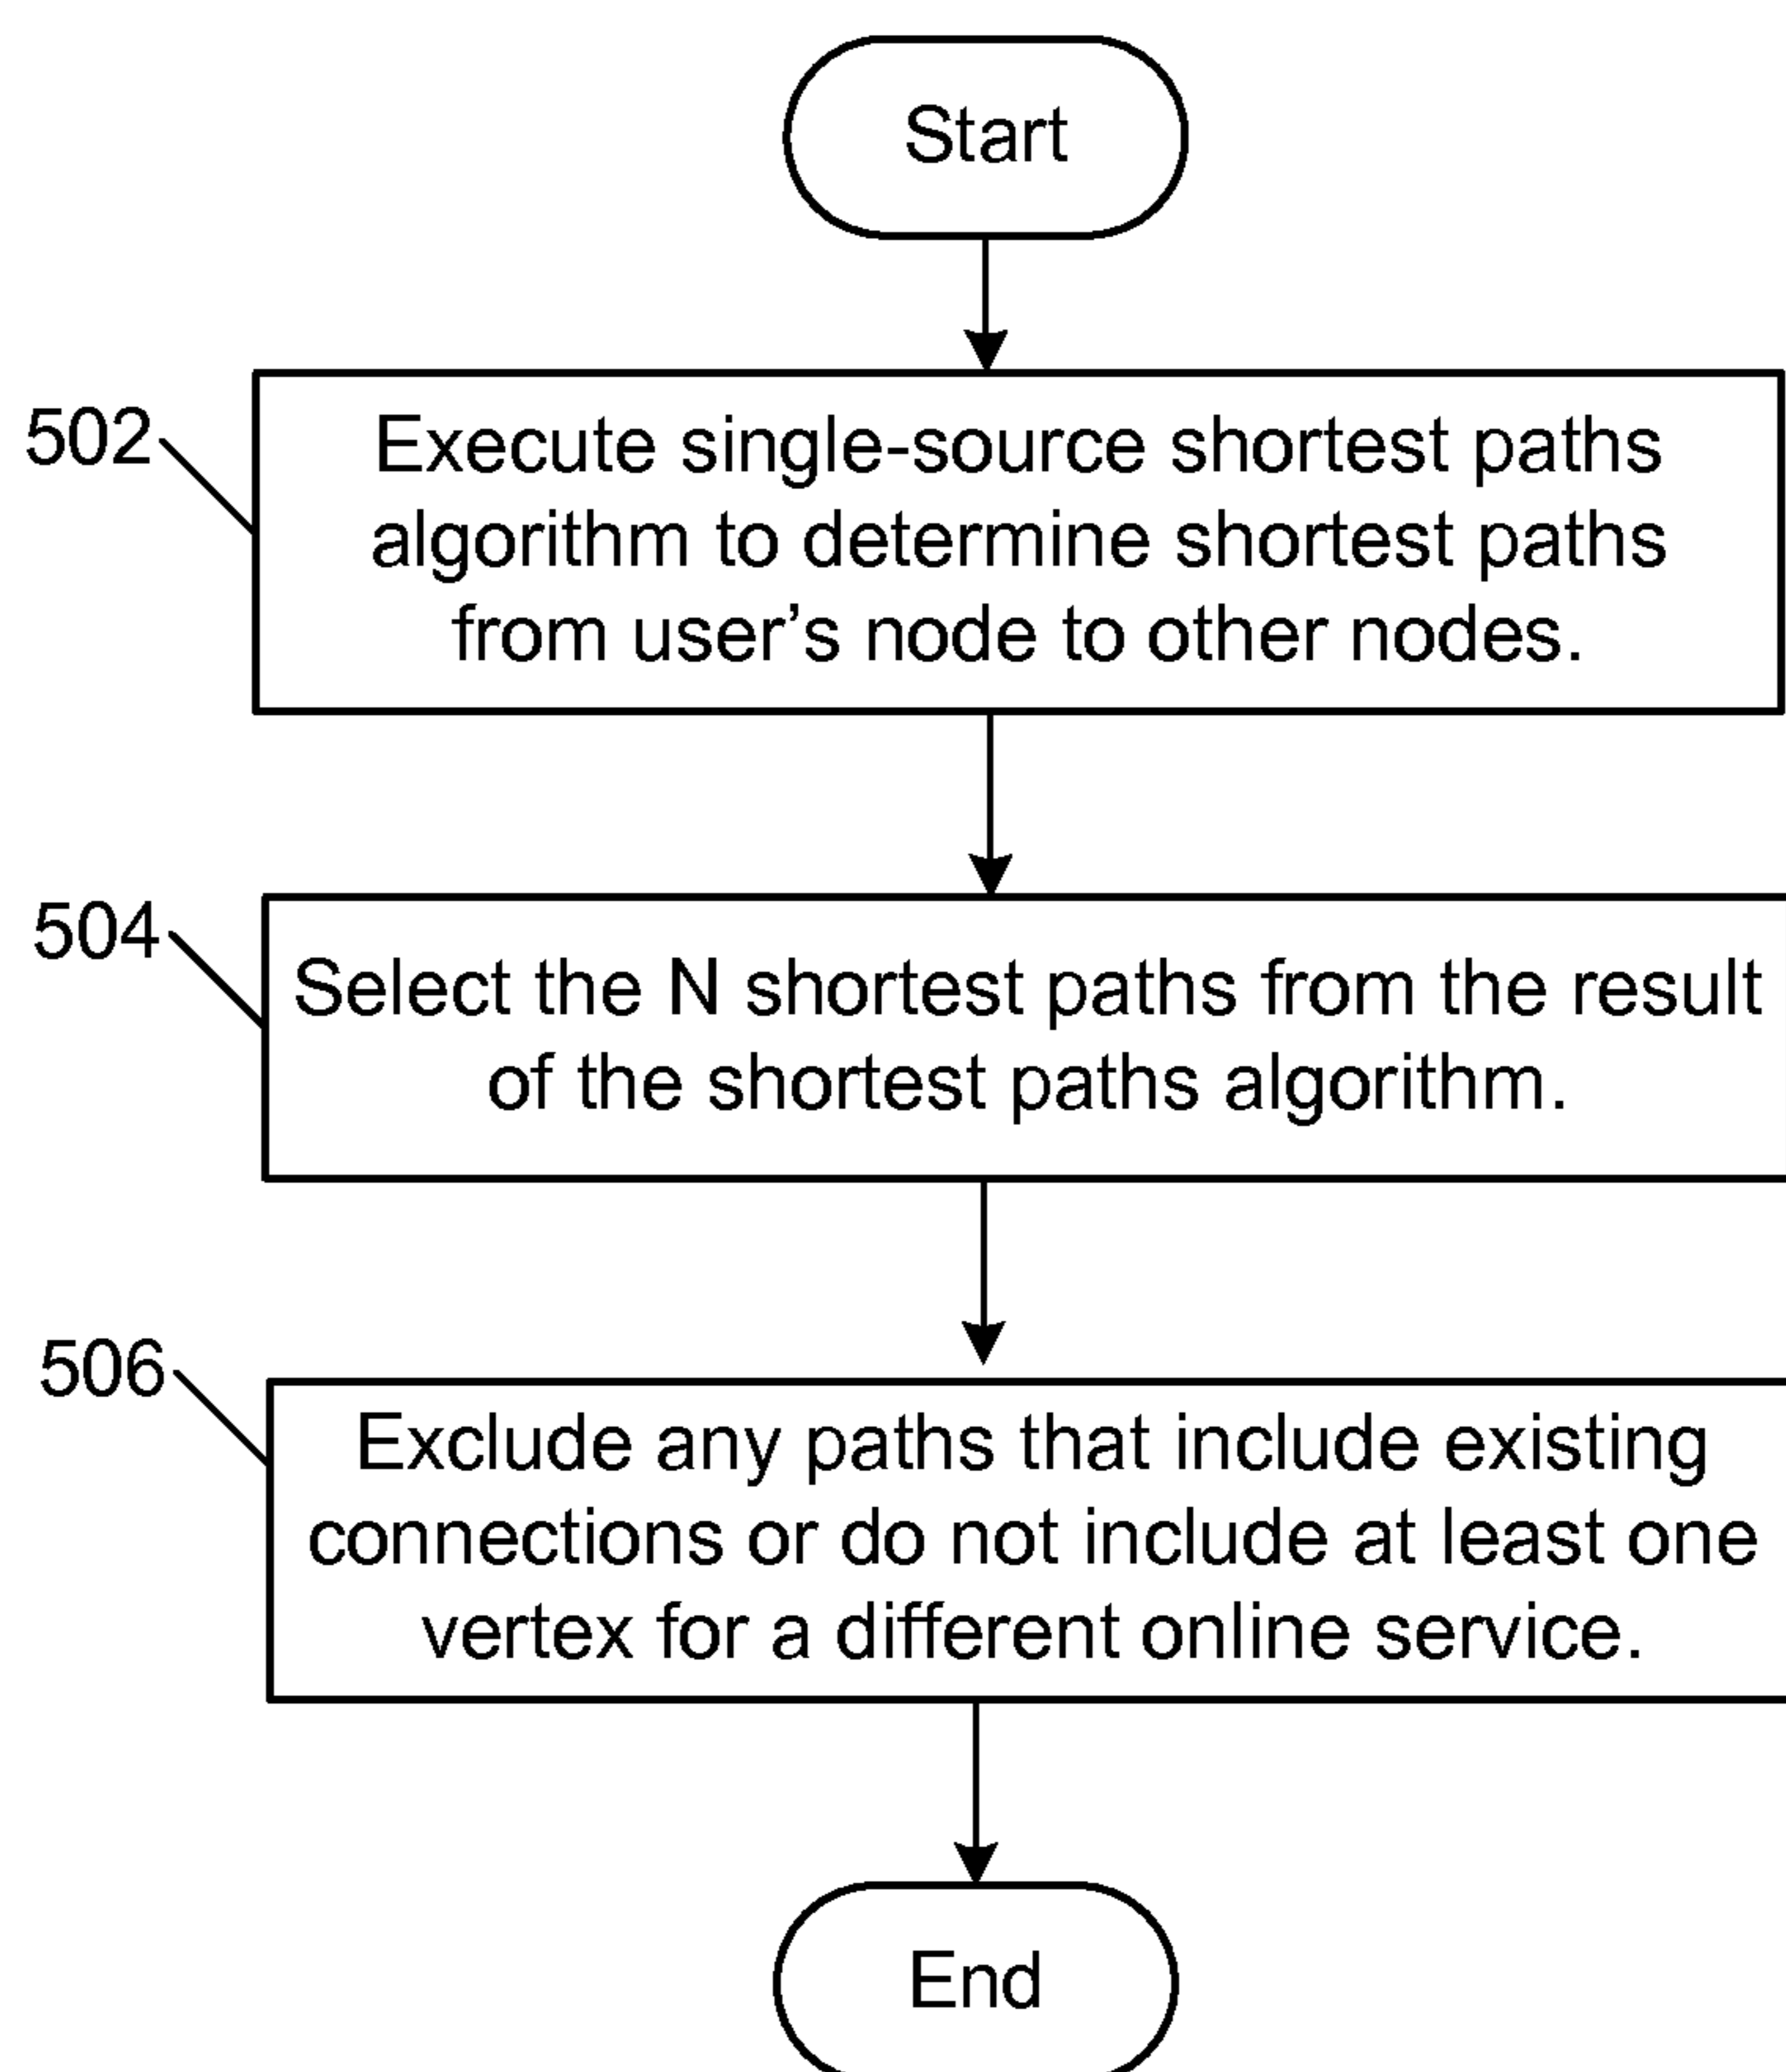 Start
502
Execute single-source shortest paths
algorithm to determine shortest paths
from user’s node to other nodes.
504
Select the N shortest paths from the result
of the shortest paths algorithm.
506
Exclude any paths that include existing
connections or do not include at least one
vertex for a different online service.
End